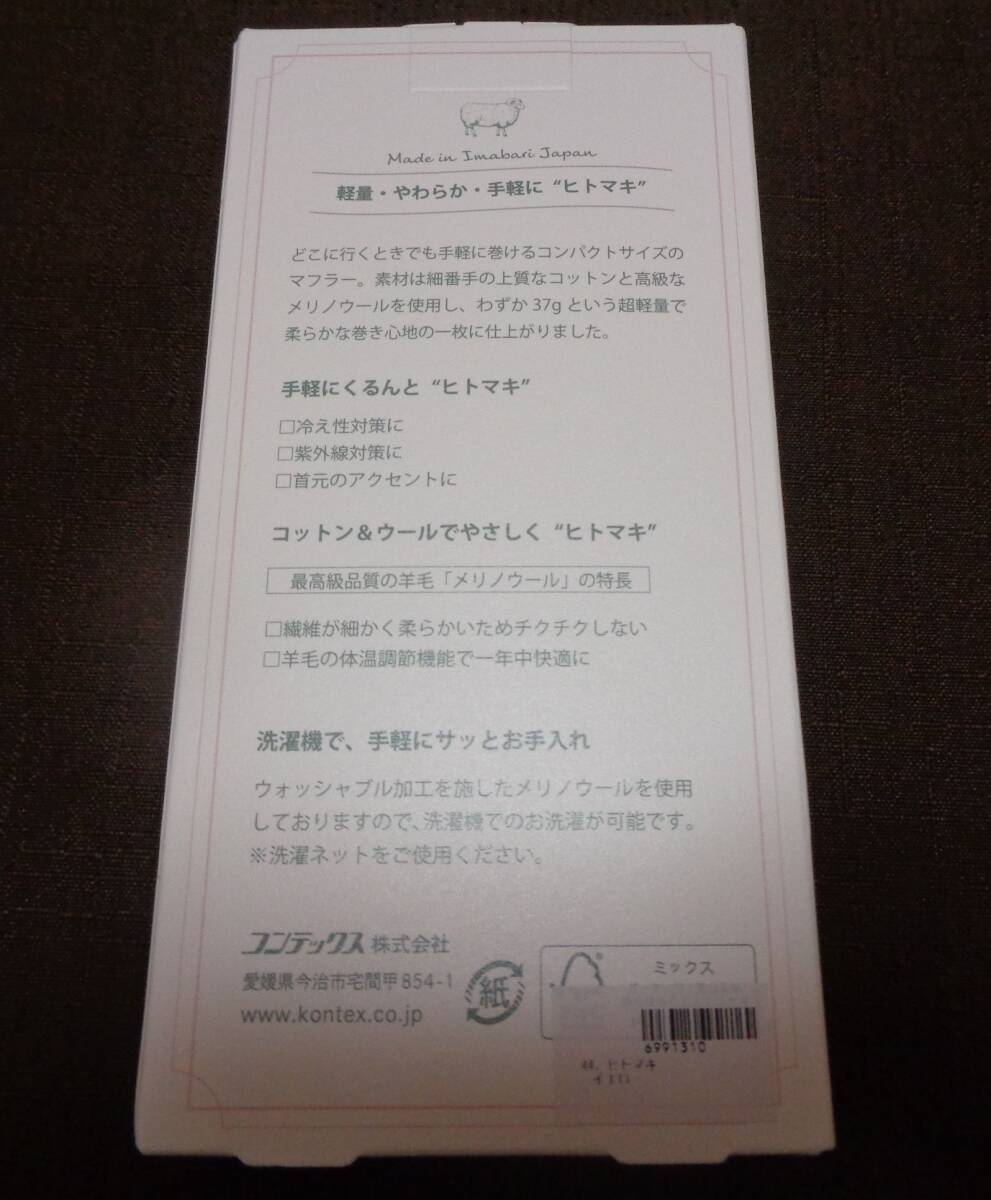 Made in Imabari Japan
軽量・やわらか・手軽に “ヒトマキ”
どこに行くときでも手軽に巻けるコンパクトサイズの
マフラー。素材は細番手の上質なコットンと高級な
メリノウールを使用し、わずか 37g という超軽量で
柔らかな巻き心地の一枚に仕上がりました。
手軽にくるんと “ヒトマキ”
□冷え性対策に
□紫外線対策に
□首元のアクセントに
コットン＆ウールでやさしく “ヒトマキ”
最高級品質の羊毛「メリノウール」の特長
□繊維が細かく柔らかいためチクチクしない
□羊毛の体温調節機能で一年中快適に
洗濯機で、手軽にサッとお手入れ
ウォッシャブル加工を施したメリノウールを使用
しておりますので、洗濯機でのお洗濯が可能です。
※洗濯ネットをご使用ください。
コンテックス 株式会社
愛媛県今治市宅間甲 854-1
www.kontex.co.jp
紙
ミックス
6991310
ヒトマキ